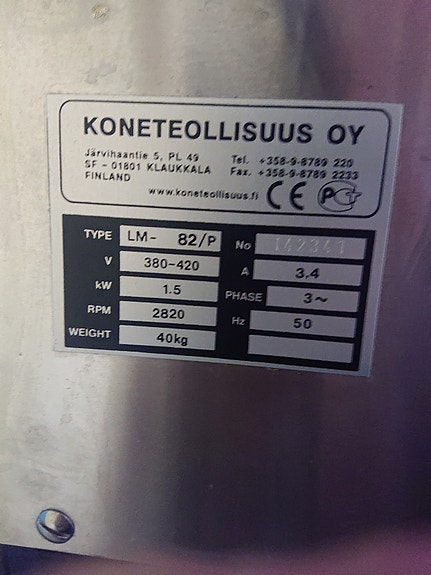 KONETEOLLISUUS OY
Järvihaantie 5, PL 49 Tel. +358-9-8789 220
SF - 01801 KLAUKKALA Fax. +358-9-8789 2233
FINLAND
www.koneteollisuus.fi CE
TYPE LM- 82/P No 142341
V 380-420 A 3.4
kW 1.5 PHASE 3~
RPM 2820 Hz 50
WEIGHT 40kg